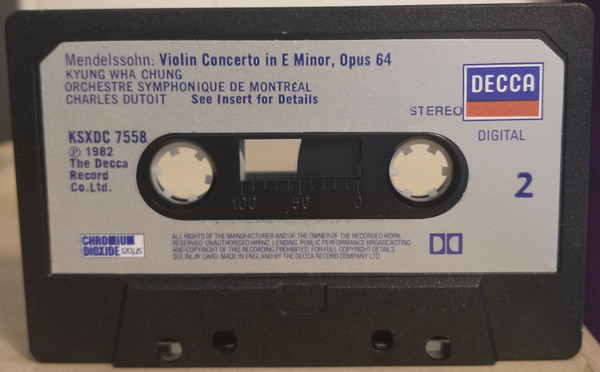 Mendelssohn: Violin Concerto in E Minor, Opus 64
KYUNG WHA CHUNG
ORCHESTRE SYMPHONIQUE DE MONTRÉAL
CHARLES DUTOIT See Insert for Details
DECCA
STEREO
DIGITAL
2
KSXDC 7558
℗ 1982
The Decca
Record
Co.Ltd.
100 50 0
CHROMIUM
DIOXIDE 120µS
ALL RIGHTS OF THE MANUFACTURER AND OF THE OWNER OF THE RECORDED WORK
RESERVED. UNAUTHORISED HIRING, LENDING, PUBLIC PERFORMANCE, BROADCASTING
AND COPYING OF THIS RECORDING PROHIBITED. FOR FULL COPYRIGHT DETAILS
SEE INLAY CARD. MADE IN ENGLAND BY THE DECCA RECORD COMPANY LTD.